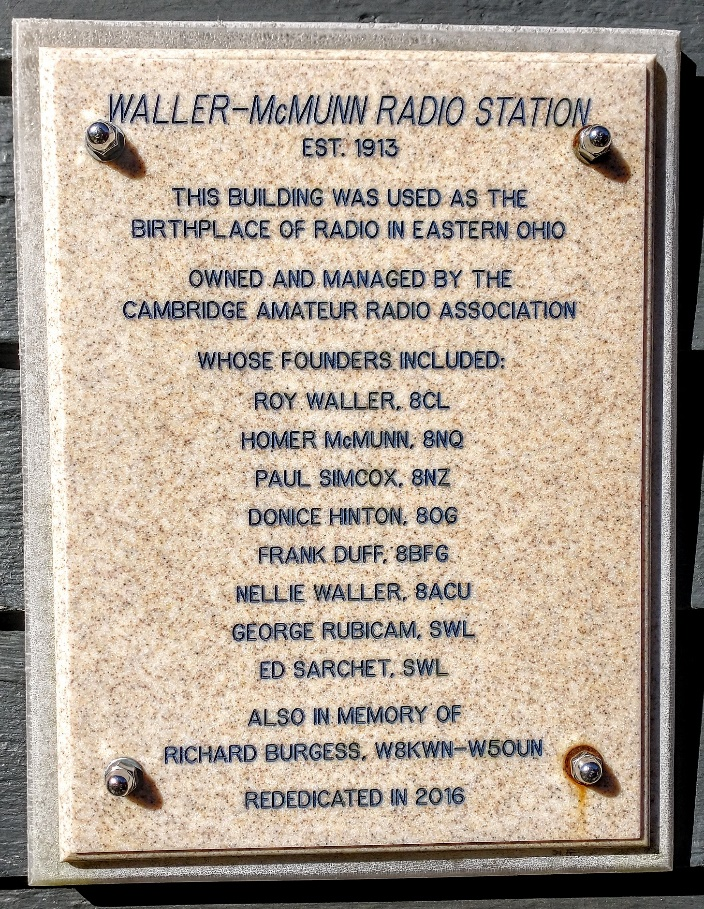 WALLER-McMUNN RADIO STATION
EST. 1913
THIS BUILDING WAS USED AS THE
BIRTHPLACE OF RADIO IN EASTERN OHIO
OWNED AND MANAGED BY THE
CAMBRIDGE AMATEUR RADIO ASSOCIATION
WHOSE FOUNDERS INCLUDED:
ROY WALLER, 8CL
HOMER McMUNN, 8NQ
PAUL SIMCOX, 8NZ
DONICE HINTON, 8OG
FRANK DUFF, 8BFG
NELLIE WALLER, 8ACU
GEORGE RUBICAM, SWL
ED SARCHET, SWL
ALSO IN MEMORY OF
RICHARD BURGESS, W8KWN-W5OUN
REDEDICATED IN 2016